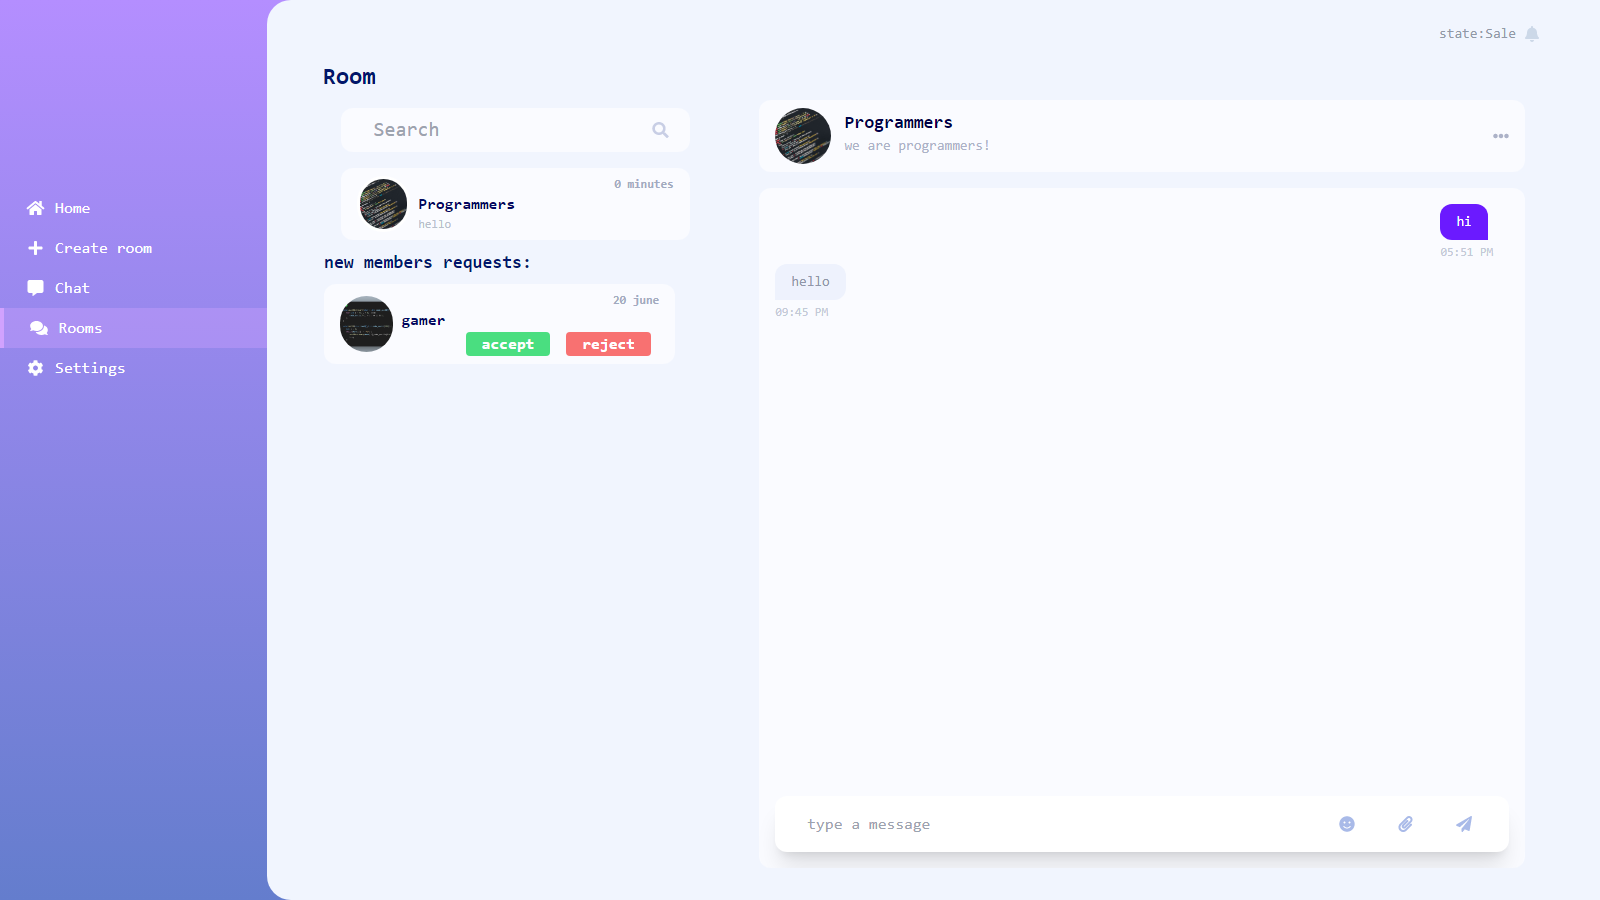 Home
Create room
Chat
Rooms
Settings
state:Sale
Room
Search
0 minutes
Programmers
hello
new members requests:
20 june
gamer
accept reject
Programmers
we are programmers!
hi
05:51 PM
hello
09:45 PM
type a message